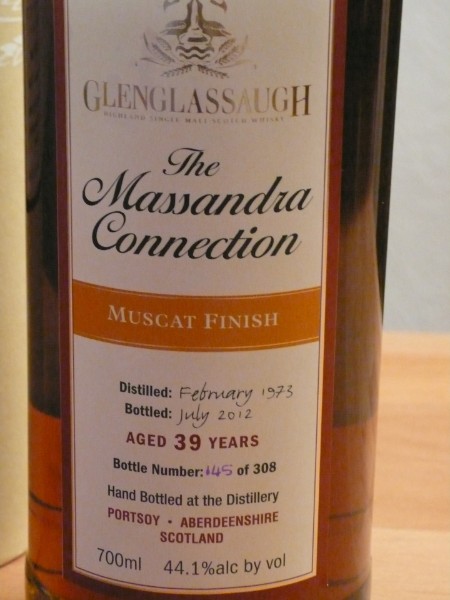 GLENGLASSAUGH
HIGHLAND SINGLE MALT SCOTCH WHISKY
The
Massandra
Connection
MUSCAT FINISH
Distilled: February 1973
Bottled: July 2012
AGED 39 YEARS
Bottle Number: 145 of 308
Hand Bottled at the Distillery
PORTSOY • ABERDEENSHIRE
SCOTLAND
700ml 44.1%alc by vol